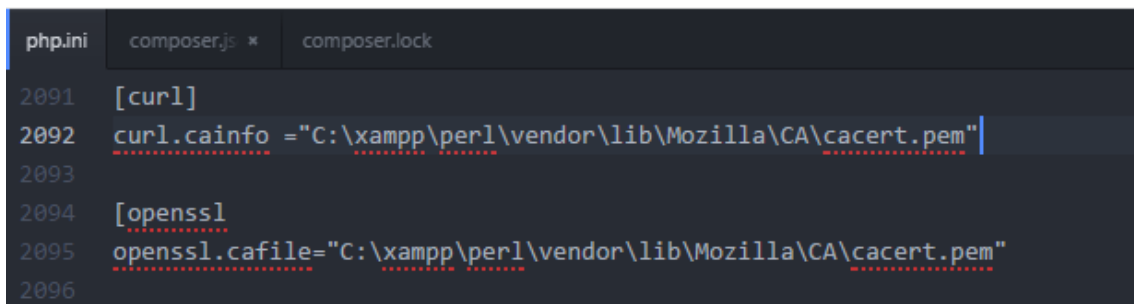 php.ini composer.js × composer.lock
2091 [curl]
2092 curl.cainfo ="C:\xampp\perl\vendor\lib\Mozilla\CA\cacert.pem"
2093
2094 [openssl
2095 openssl.cafile="C:\xampp\perl\vendor\lib\Mozilla\CA\cacert.pem"
2096